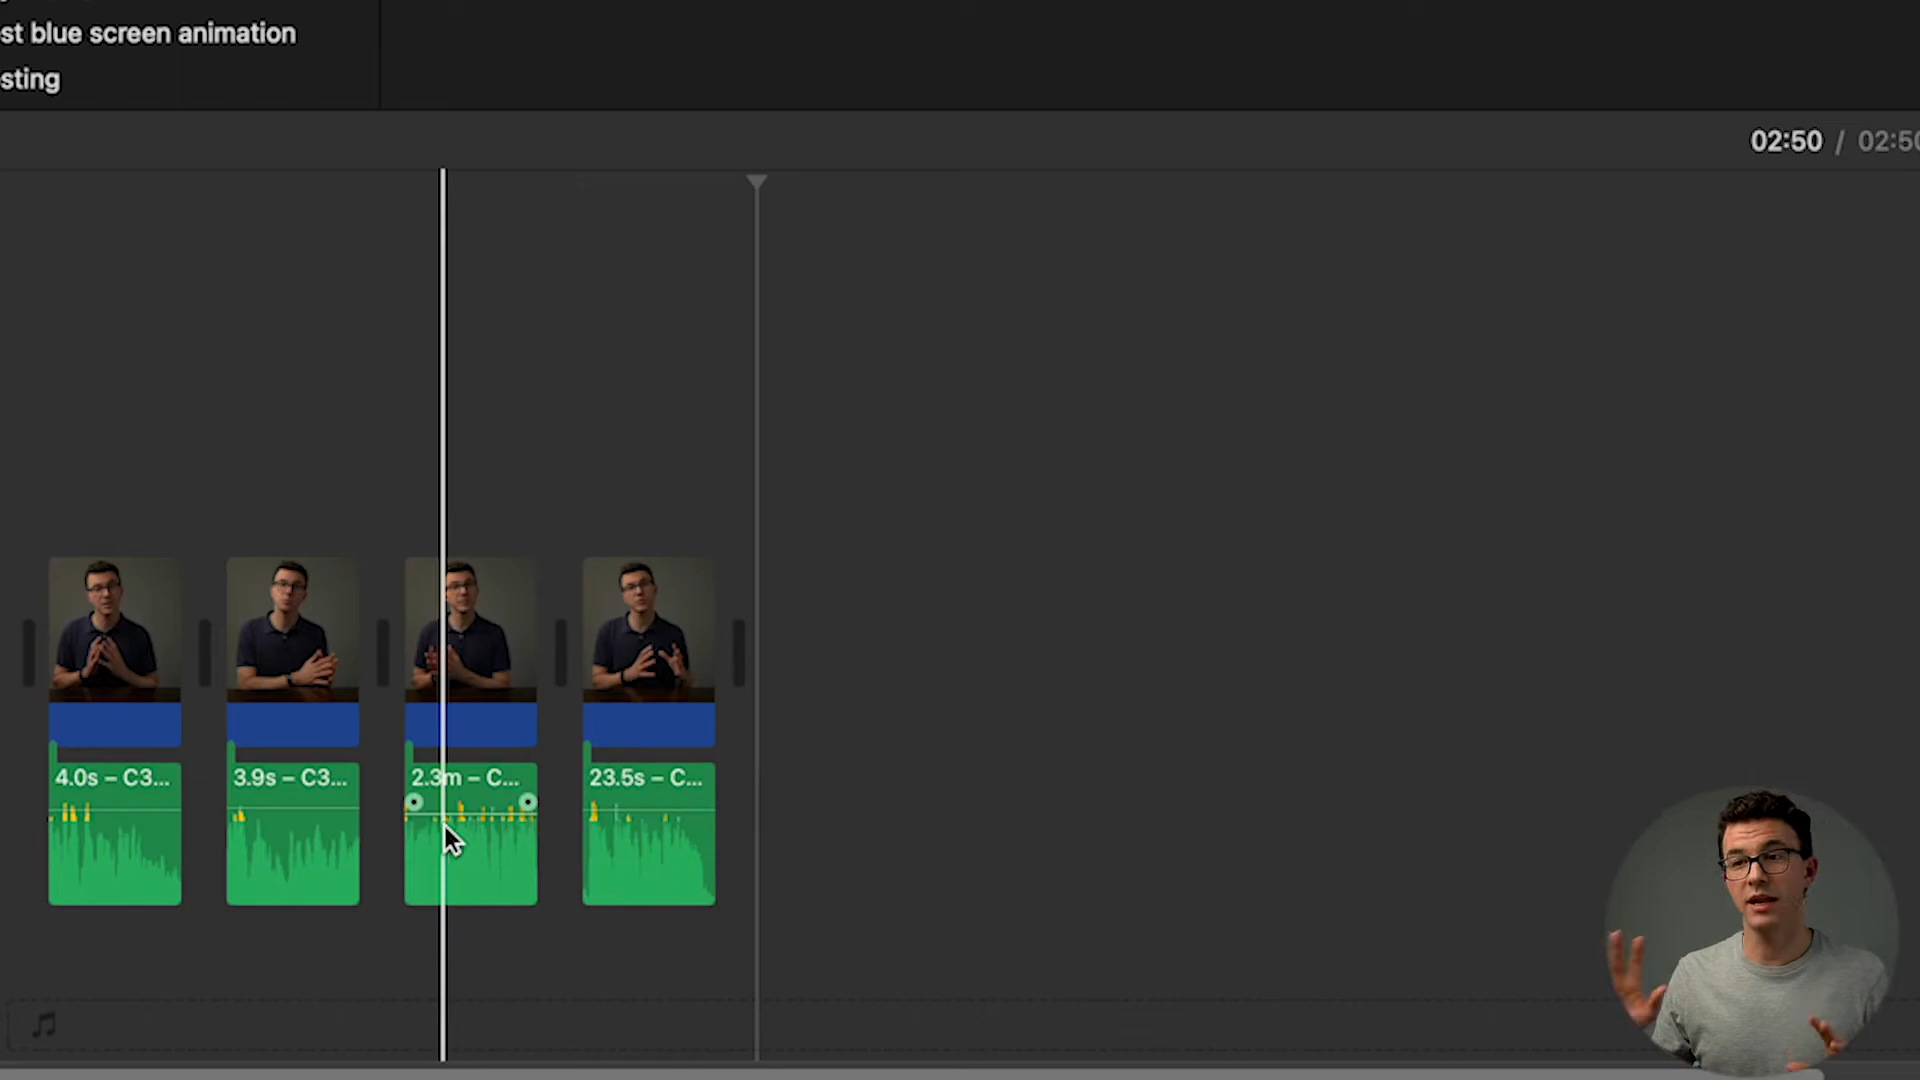 st blue screen animation
sting
02:50 / 02:50
4.0s – C3...
3.9s – C3...
2.3m – C...
23.5s – C...